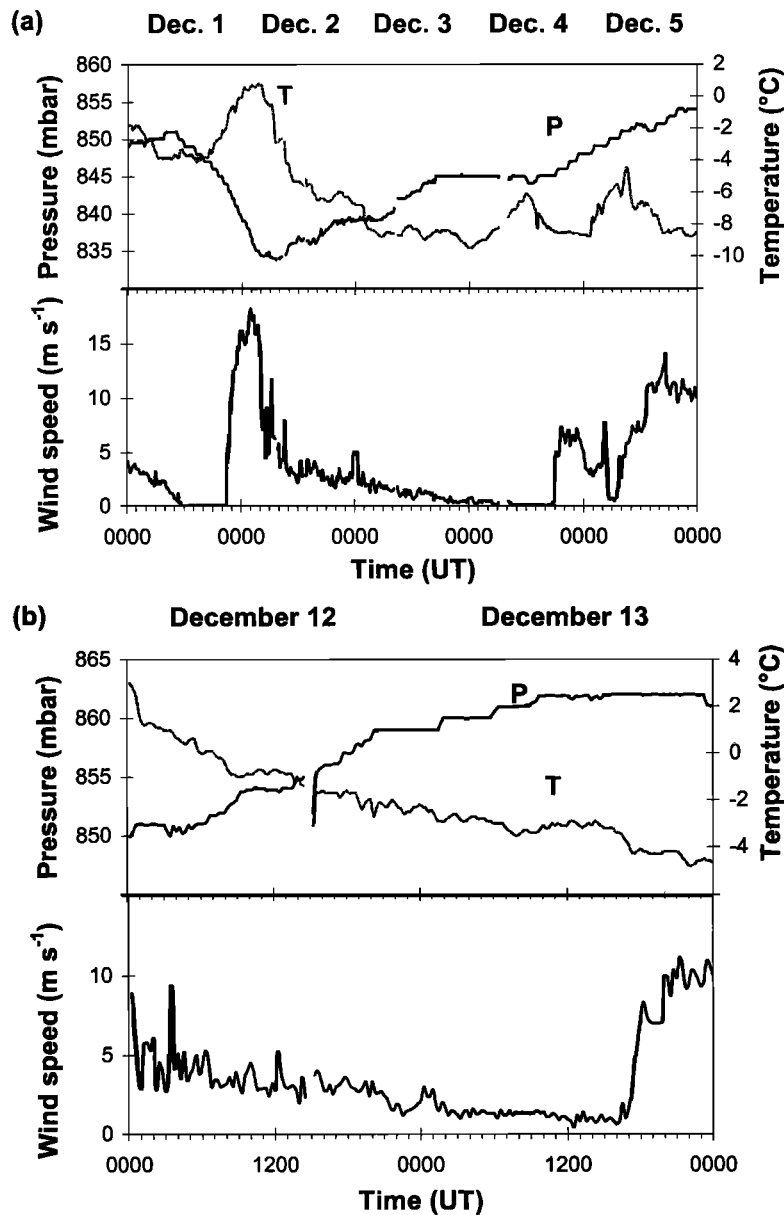 (a) Dec. 1 Dec. 2 Dec. 3 Dec. 4 Dec. 5
Pressure (mbar)
860
855
850
845
840
835
T
P
2
0
-2
-4
-6
-8
-10
Temperature (°C)
Wind speed (m s⁻¹)
15
10
5
0
0000 0000 0000 0000 0000 0000
Time (UT)
(b) December 12 December 13
Pressure (mbar)
865
860
855
850
P
T
4
2
0
-2
-4
Temperature (°C)
Wind speed (m s⁻¹)
10
5
0
0000 1200 0000 1200 0000
Time (UT)